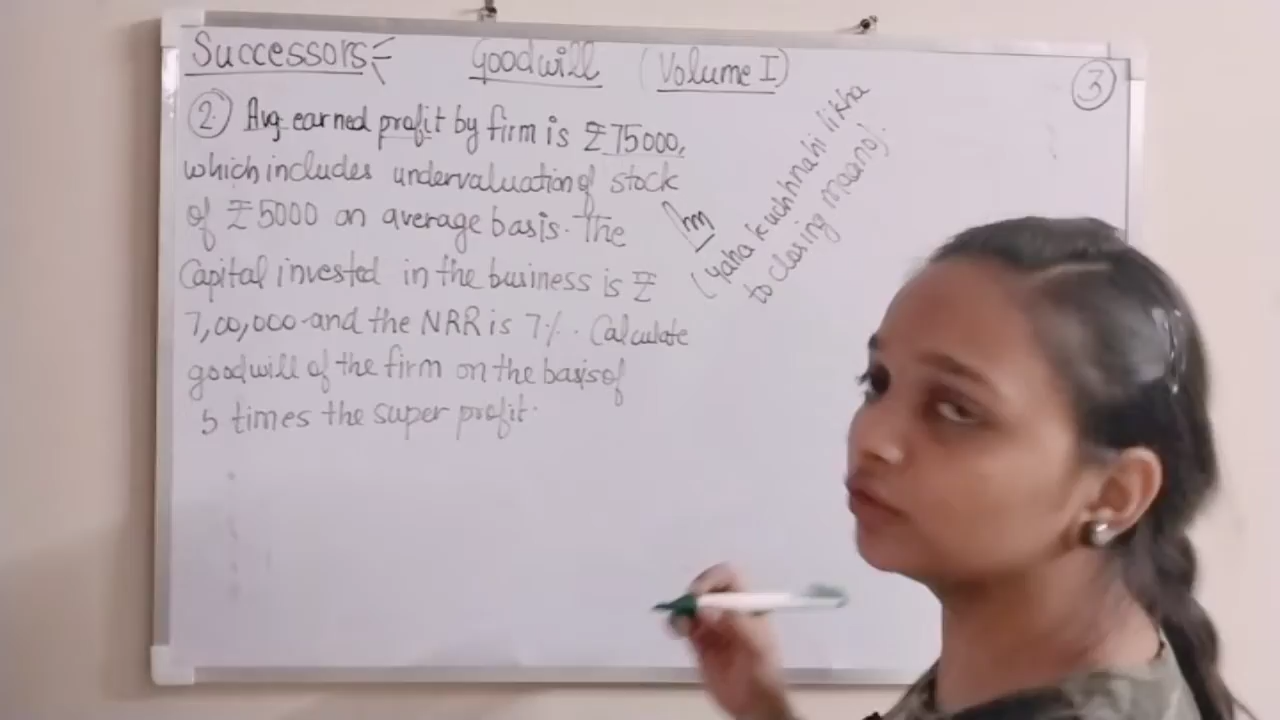 Successors Goodwill (Volume I)
3
2. Avg. earned profit by firm is ₹75000,
which includes undervaluation of stock
of ₹5000 on average basis. The
Capital invested in the business is ₹
7,00,000 and the NRR is 7%. Calculate
goodwill of the firm on the basis of
5 times the super profit.
(yaha kuchh nahi likha
to closing maano).